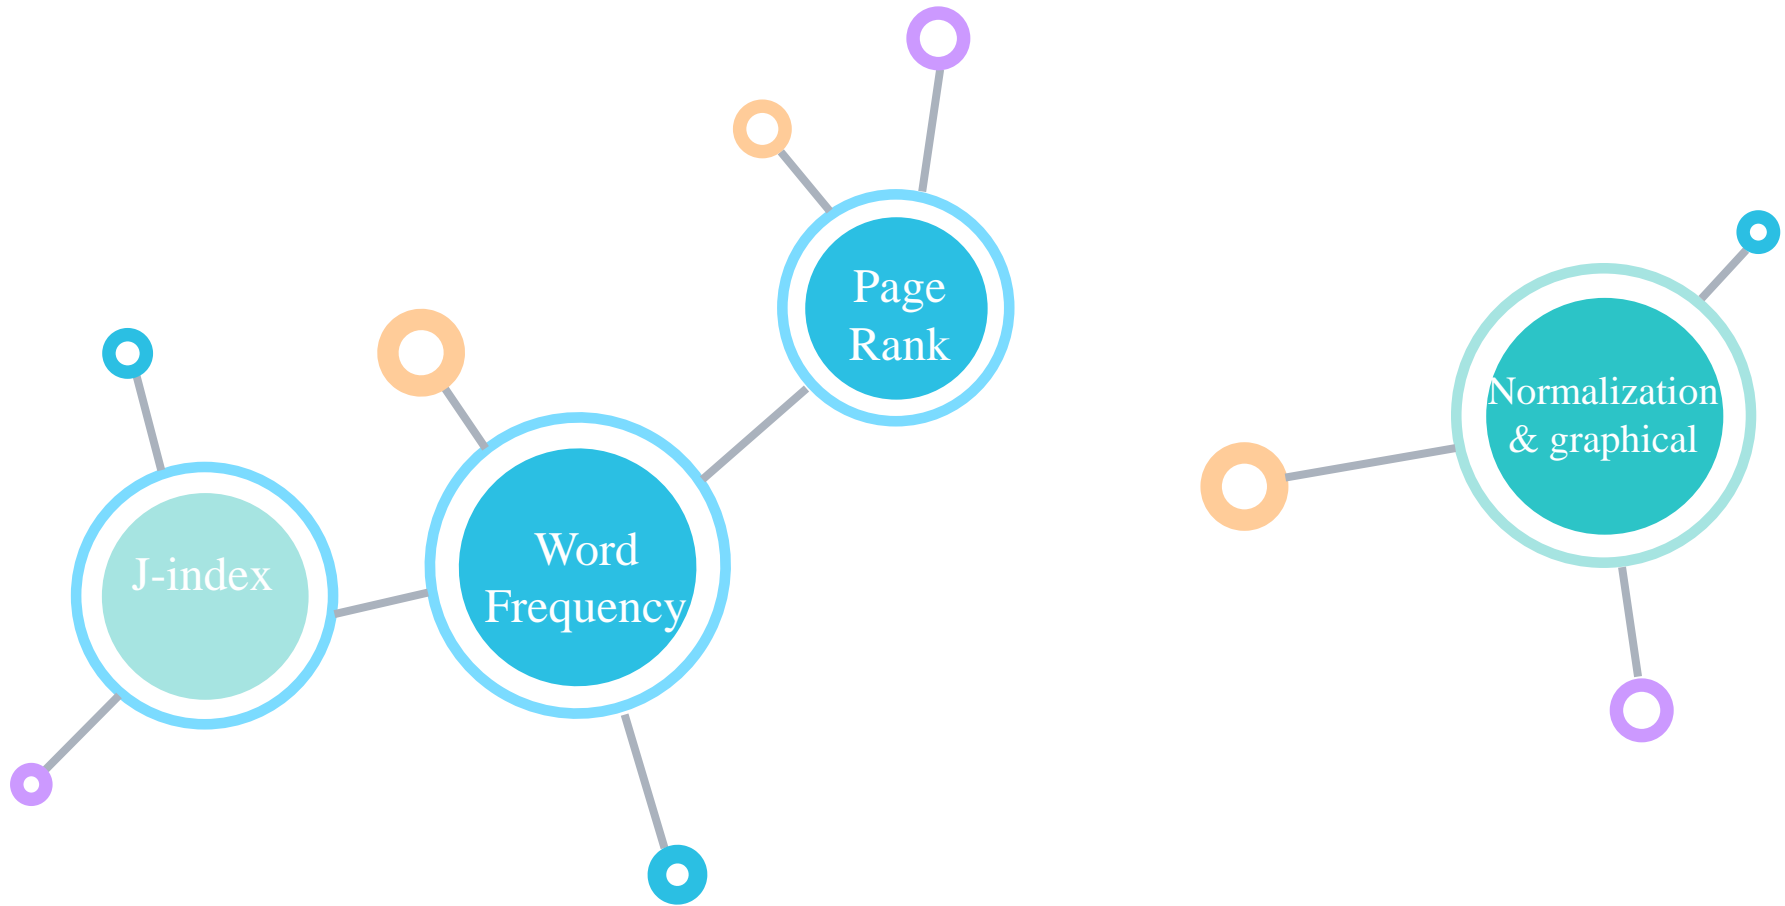 J-index
Word
Frequency
Page
Rank
Normalization
& graphical